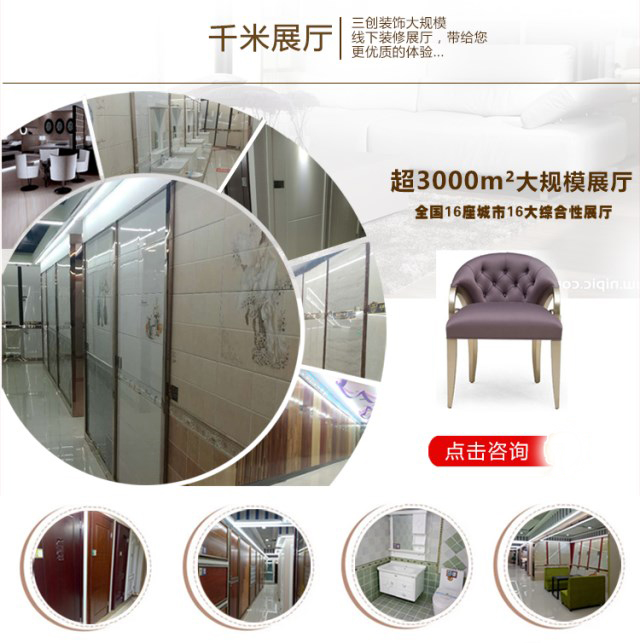 千米展厅
三创装饰大规模
线下装修展厅，带给您
更优质的体验...
超3000m²大规模展厅
全国16座城市16大综合性展厅
点击咨询